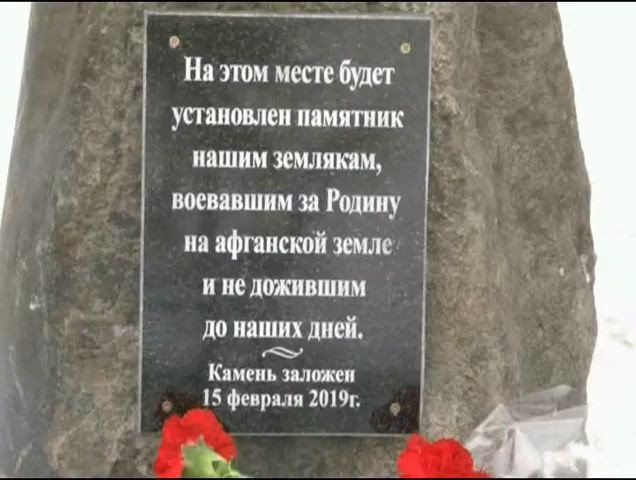 На этом месте будет
установлен памятник
нашим землякам,
воевавшим за Родину
на афганской земле
и не дожившим
до наших дней.
Камень заложен
15 февраля 2019г.